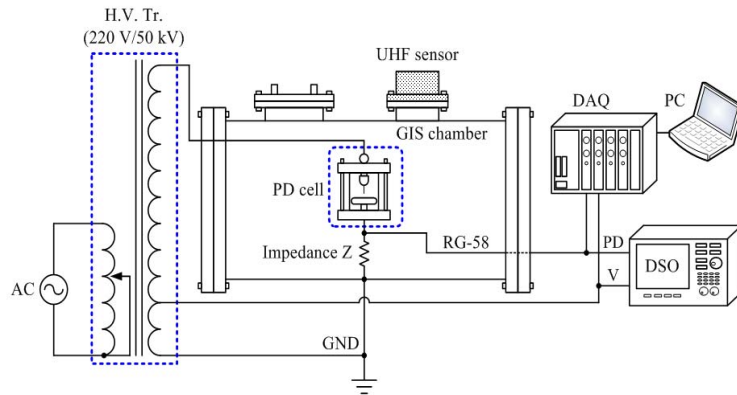 H.V. Tr.
(220 V/50 kV)
UHF sensor
DAQ
PC
GIS chamber
PD cell
Impedance Z
RG-58
PD
DSO
V
AC
GND